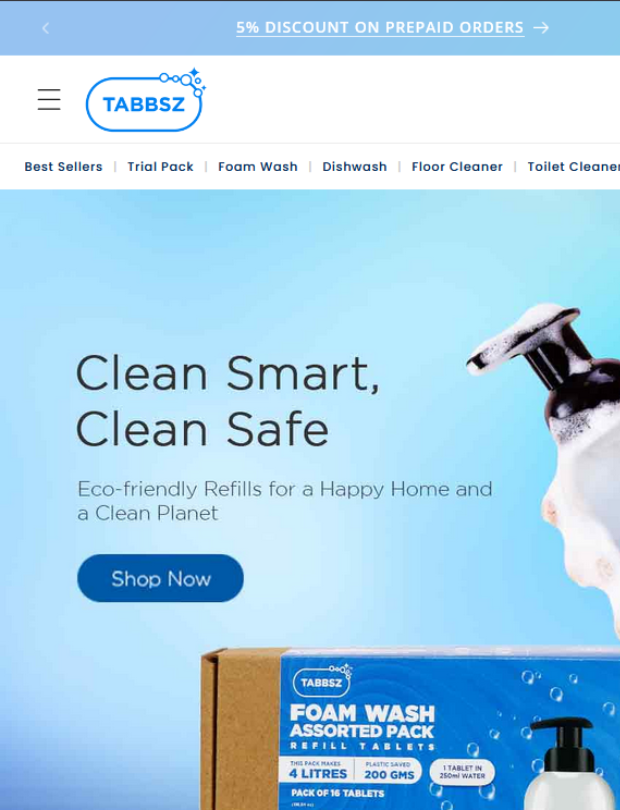 5% DISCOUNT ON PREPAID ORDERS
TABBSZ
Best Sellers | Trial Pack | Foam Wash | Dishwash | Floor Cleaner | Toilet Cleaner
Clean Smart,
Clean Safe
Eco-friendly Refills for a Happy Home and
a Clean Planet
Shop Now
TABBSZ
FOAM WASH
ASSORTED PACK
REFILL TABLETS
THIS PACK MAKES
4 LITRES
PLASTIC SAVED
200 GMS
1 TABLET IN
250ml WATER
PACK OF 16 TABLETS